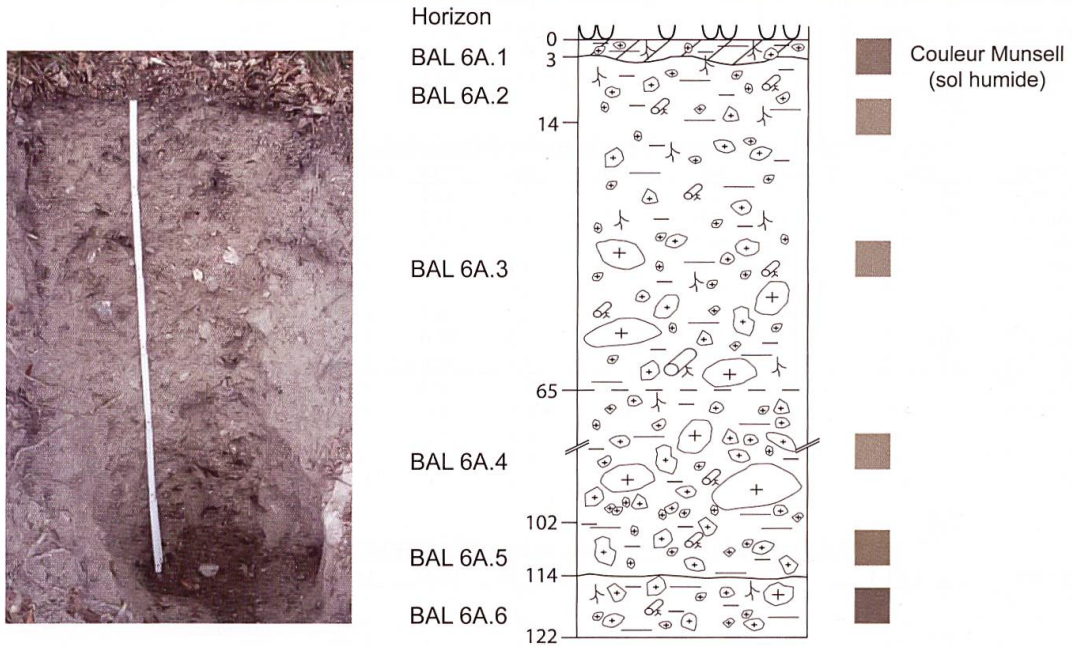 Horizon
0
BAL 6A.1
3
Couleur Munsell
(sol humide)
BAL 6A.2
14
BAL 6A.3
65
BAL 6A.4
102
BAL 6A.5
114
BAL 6A.6
122